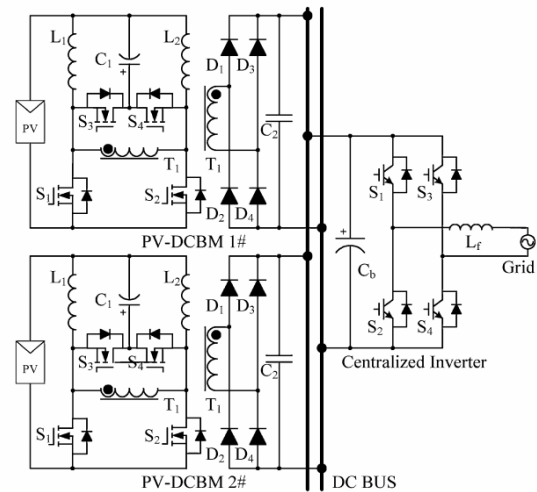 L1
L2
C1
+
D1 D3
S3 S4
PV
C2
T1
T1
S1
S2
D2 D4
PV-DCBM 1#
L1
L2
C1
+
D1 D3
S3 S4
PV
C2
T1
T1
S1
S2
D2 D4
PV-DCBM 2#
S1 S3
+
Cb
Lf
Grid
S2 S4
Centralized Inverter
DC BUS